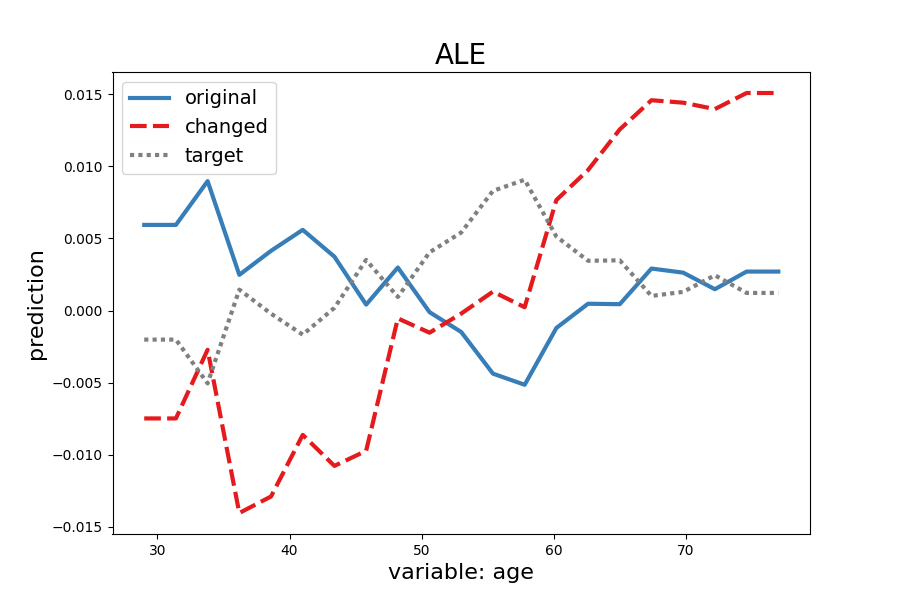 ALE
original
changed
target
0.015
0.010
0.005
0.000
−0.005
−0.010
−0.015
prediction
30 40 50 60 70
variable: age